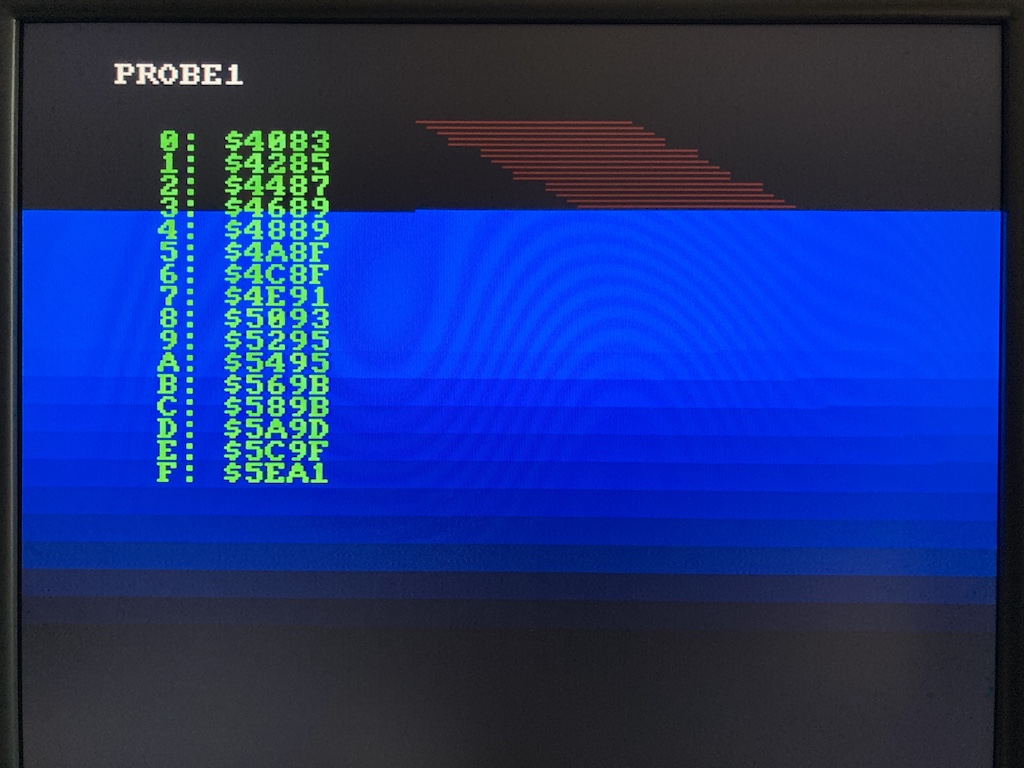 PROBE1
0: $4083
1: $4285
2: $4487
3: $4689
4: $4889
5: $4A8F
6: $4C8F
7: $4E91
8: $5093
9: $5295
A: $5495
B: $569B
C: $589B
D: $5A9D
E: $5C9F
F: $5EA1